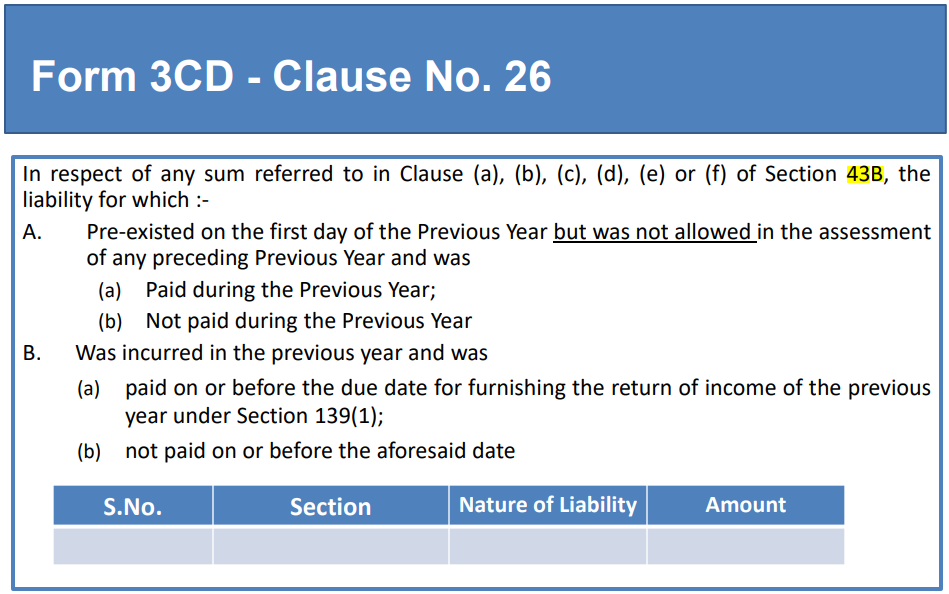 Form 3CD - Clause No. 26
In respect of any sum referred to in Clause (a), (b), (c), (d), (e) or (f) of Section 43B, the
liability for which :-
A. Pre-existed on the first day of the Previous Year but was not allowed in the assessment
of any preceding Previous Year and was
(a) Paid during the Previous Year;
(b) Not paid during the Previous Year
B. Was incurred in the previous year and was
(a) paid on or before the due date for furnishing the return of income of the previous
year under Section 139(1);
(b) not paid on or before the aforesaid date
S.No. Section Nature of Liability Amount